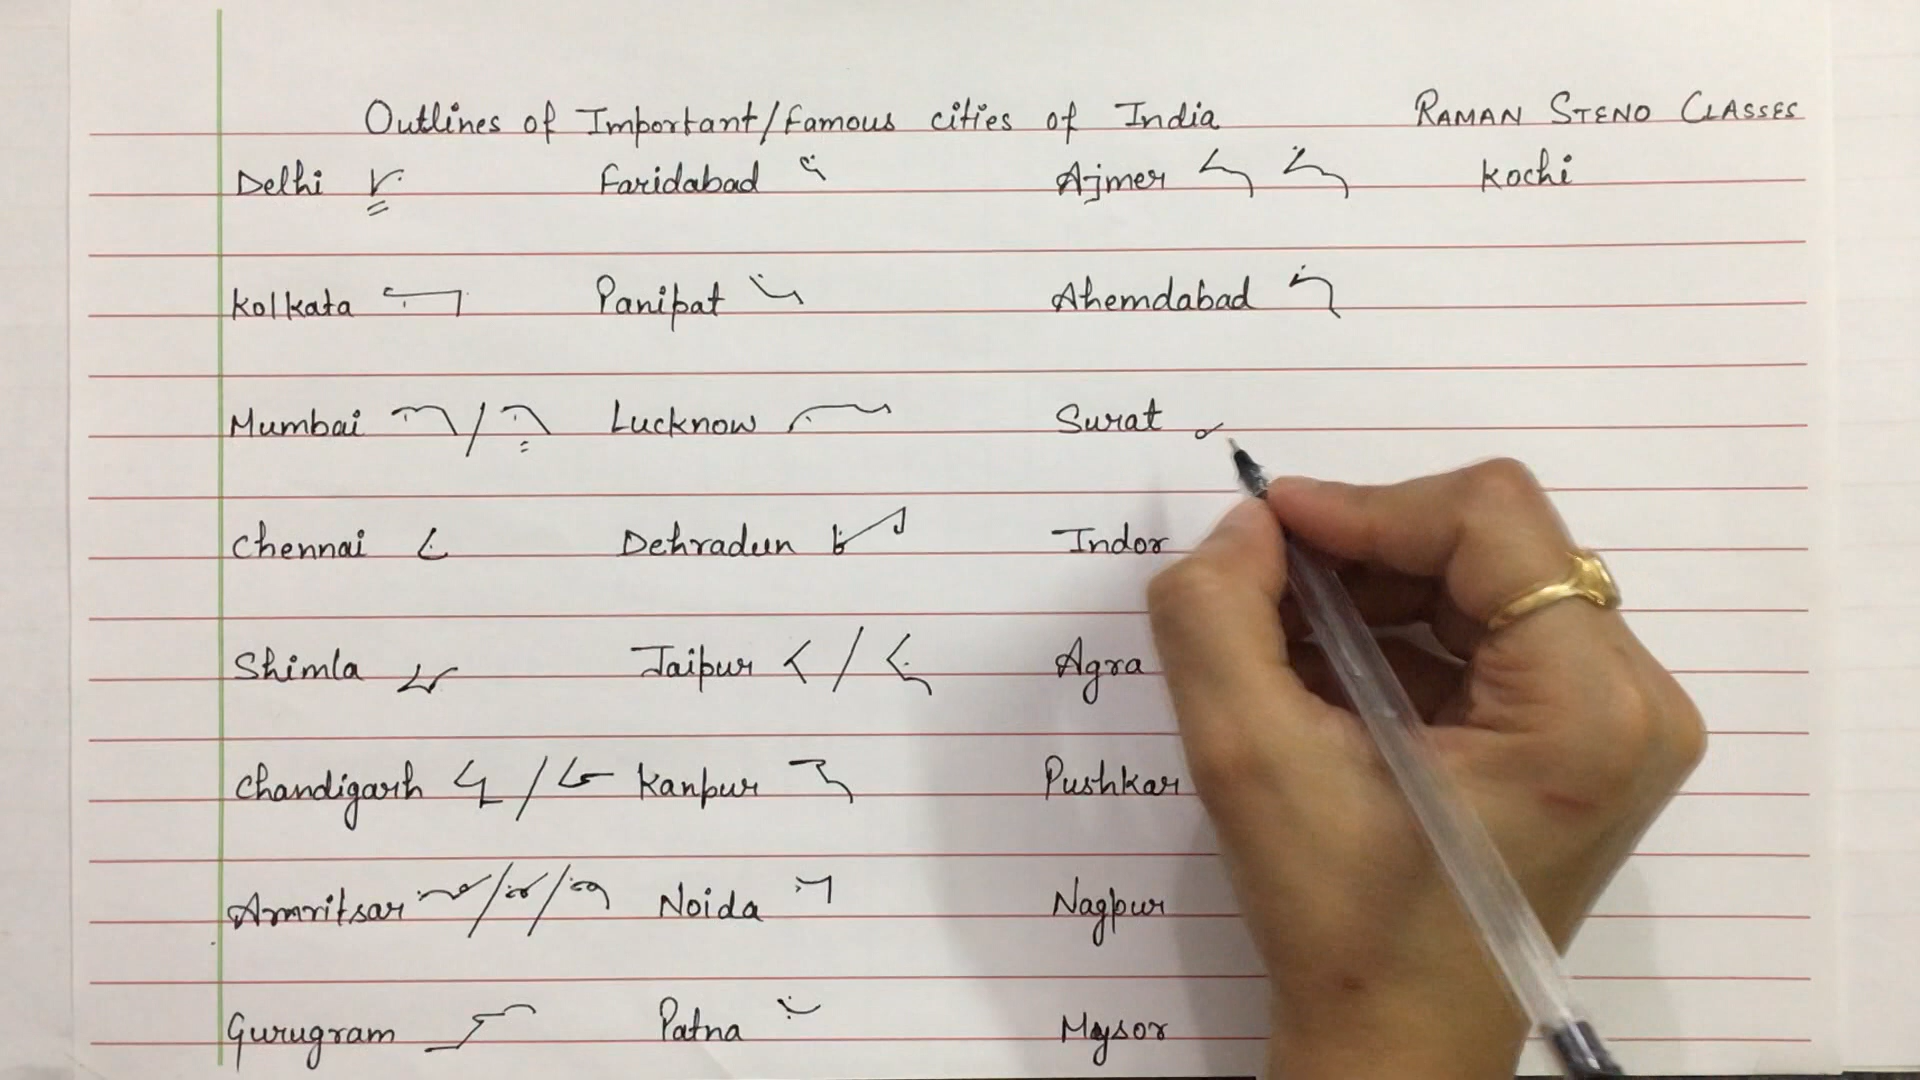 Outlines of Important/famous cities of India RAMAN STENO CLASSES
Delhi Faridabad Ajmer Kochi
Kolkata Panipat Ahemdabad
Mumbai / Lucknow Surat
Chennai Dehradun Indor
Shimla Jaipur / Agra
Chandigarh / Kanpur Pushkar
Amritsar / / Noida Nagpur
Gurugram Patna Mysor